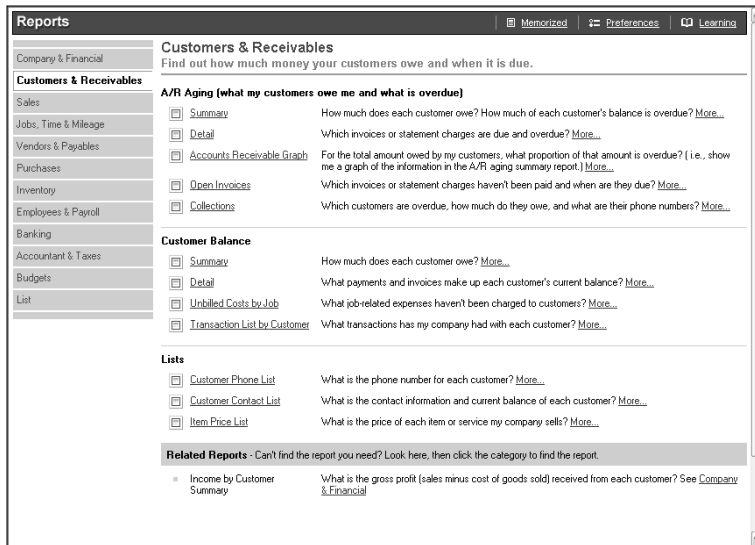 Reports
Memorized
Preferences
Learning
Company & Financial
Customers & Receivables
Sales
Jobs, Time & Mileage
Vendors & Payables
Purchases
Inventory
Employees & Payroll
Banking
Accountant & Taxes
Budgets
List
Customers & Receivables
Find out how much money your customers owe and when it is due.
A/R Aging (what my customers owe me and what is overdue)
Summary How much does each customer owe? How much of each customer's balance is overdue? More...
Detail Which invoices or statement charges are due and overdue? More...
Accounts Receivable Graph For the total amount owed by my customers, what proportion of that amount is overdue? ( i.e., show
me a graph of the information in the A/R aging summary report.) More...
Open Invoices Which invoices or statement charges haven't been paid and when are they due? More...
Collections Which customers are overdue, how much do they owe, and what are their phone numbers? More...
Customer Balance
Summary How much does each customer owe? More...
Detail What payments and invoices make up each customer's current balance? More...
Unbilled Costs by Job What job-related expenses haven't been charged to customers? More...
Transaction List by Customer What transactions has my company had with each customer? More...
Lists
Customer Phone List What is the phone number for each customer? More...
Customer Contact List What is the contact information and current balance of each customer? More...
Item Price List What is the price of each item or service my company sells? More...
Related Reports - Can't find the report you need? Look here, then click the category to find the report.
Income by Customer What is the gross profit (sales minus cost of goods sold) received from each customer? See Company
Summary & Financial